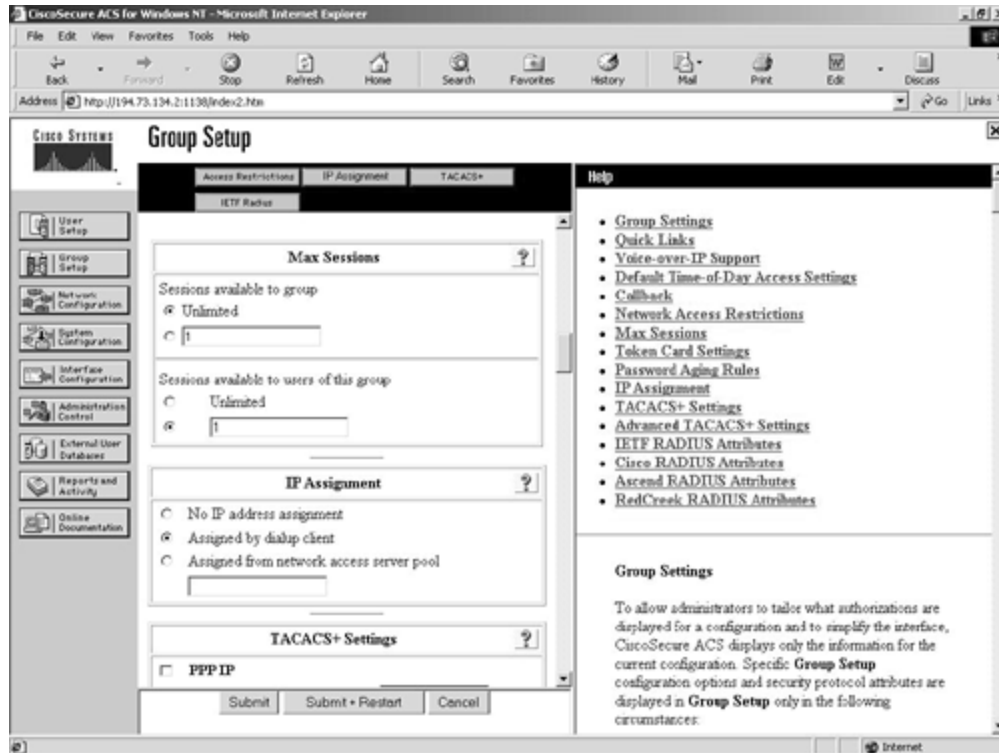 CiscoSecure ACS for Windows NT - Microsoft Internet Explorer
File Edit View Favorites Tools Help
Back Forward Stop Refresh Home Search Favorites History Mail Print Edit Discuss
Address http://194.73.134.2:1138/index2.htm Go Links
CISCO SYSTEMS
Group Setup
Access Restrictions IP Assignment TACACS+
IETF Radius
User Setup
Group Setup
Network Configuration
System Configuration
Interface Configuration
Administration Control
External User Databases
Reports and Activity
Online Documentation
Max Sessions ?
Sessions available to group
Unlimited
1
Sessions available to users of this group
Unlimited
1
IP Assignment ?
No IP address assignment
Assigned by dialup client
Assigned from network access server pool
TACACS+ Settings ?
PPP IP
Submit Submit + Restart Cancel
Help
Group Settings
Quick Links
Voice-over-IP Support
Default Time-of-Day Access Settings
Callback
Network Access Restrictions
Max Sessions
Token Card Settings
Password Aging Rules
IP Assignment
TACACS+ Settings
Advanced TACACS+ Settings
IETF RADIUS Attributes
Cisco RADIUS Attributes
Ascend RADIUS Attributes
RedCreek RADIUS Attributes
Group Settings
To allow administrators to tailor what authorizations are
displayed for a configuration and to simplify the interface,
CiscoSecure ACS displays only the information for the
current configuration. Specific Group Setup
configuration options and security protocol attributes are
displayed in Group Setup only in the following
circumstances:
Internet